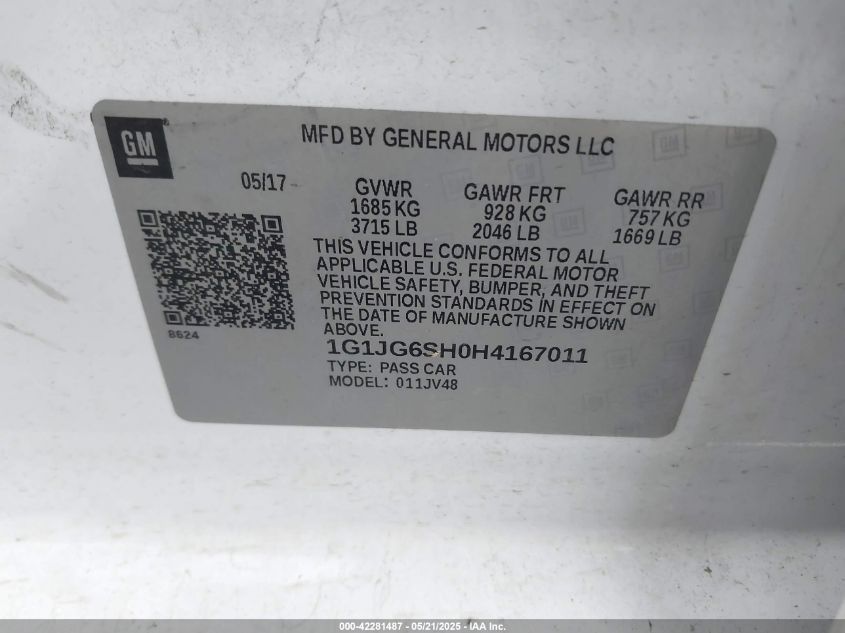 GM
MFD BY GENERAL MOTORS LLC
05/17
GVWR
1685 KG
3715 LB
GAWR FRT
928 KG
2046 LB
GAWR RR
757 KG
1669 LB
THIS VEHICLE CONFORMS TO ALL
APPLICABLE U.S. FEDERAL MOTOR
VEHICLE SAFETY, BUMPER, AND THEFT
PREVENTION STANDARDS IN EFFECT ON
THE DATE OF MANUFACTURE SHOWN
ABOVE.
8624
1G1JG6SH0H4167011
TYPE: PASS CAR
MODEL: 011JV48
000-42281487 - 05/21/2025 - IAA Inc.